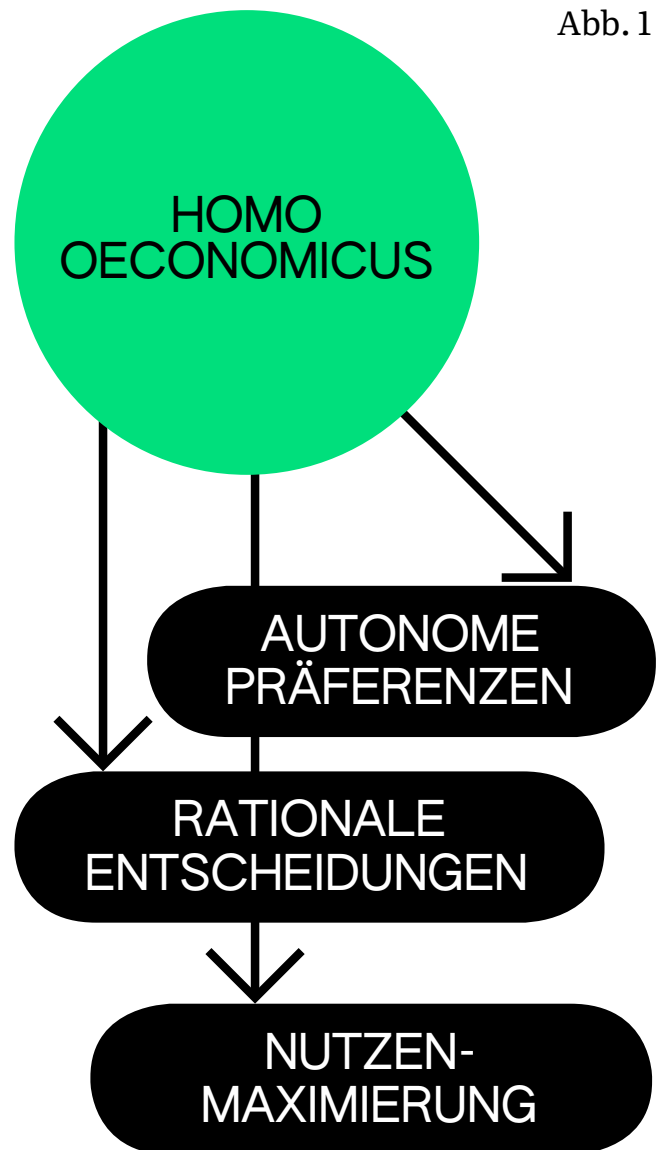 Abb. 1
HOMO
OECONOMICUS
AUTONOME
PRÄFERENZEN
RATIONALE
ENTSCHEIDUNGEN
NUTZEN-
MAXIMIERUNG